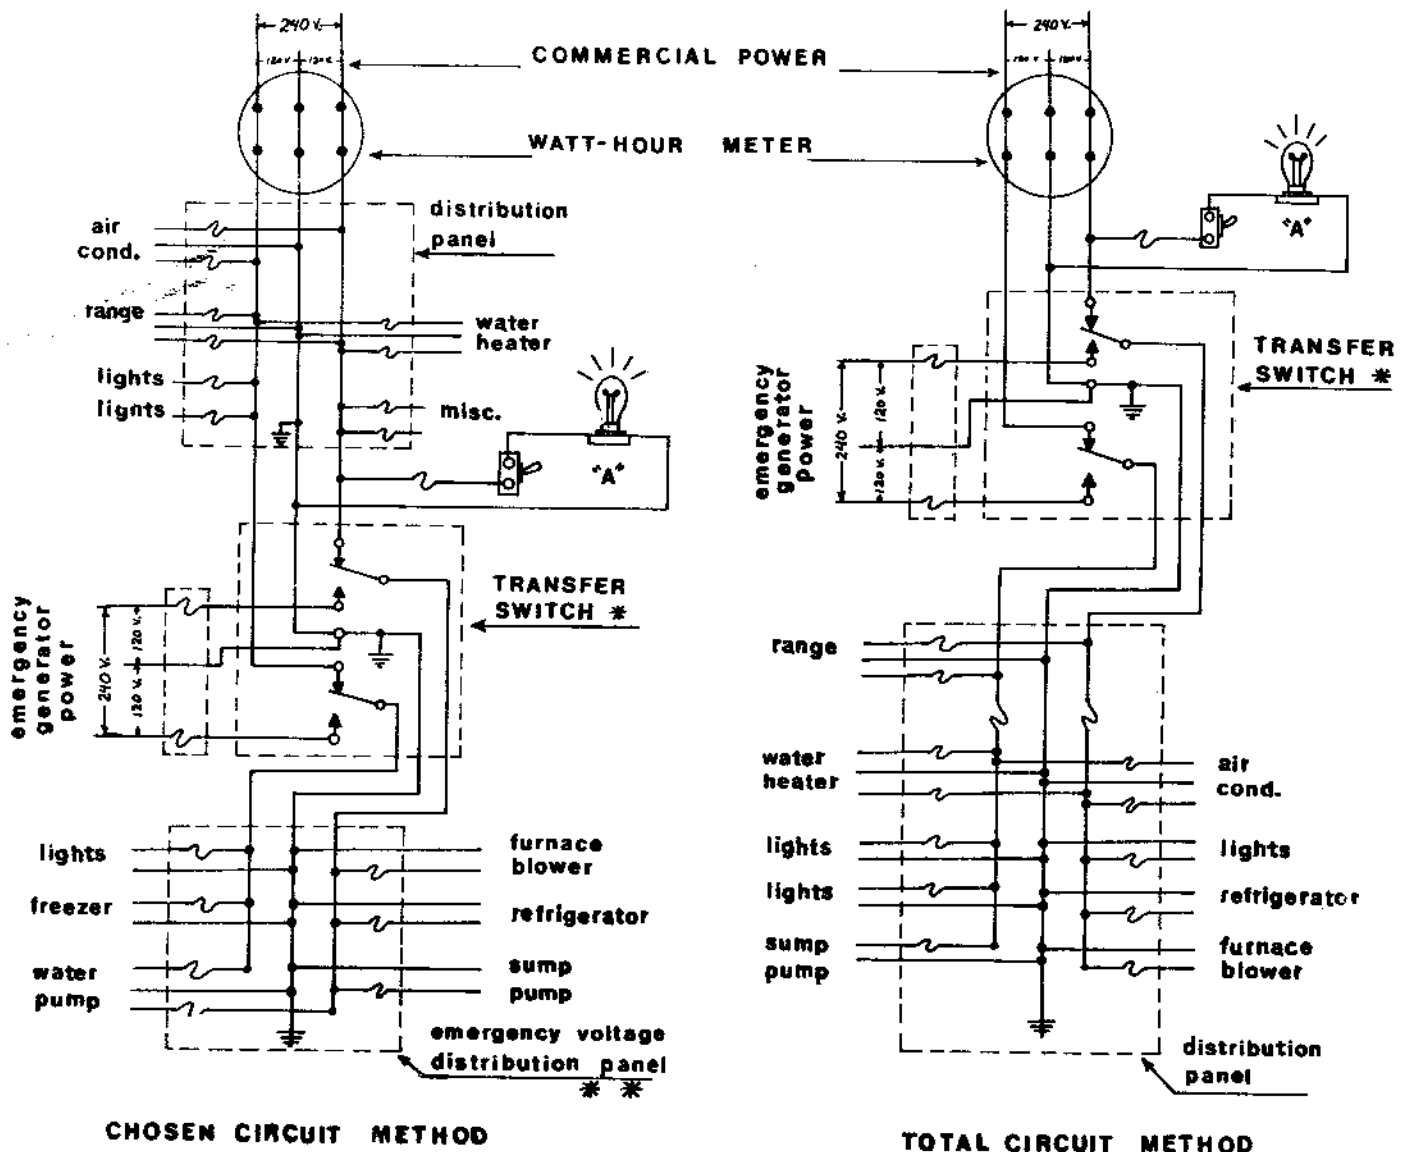 240 V.
120 V. 120 V.
COMMERCIAL POWER
WATT-HOUR METER
distribution
panel
air
cond.
range
water
heater
lights
lignts
misc.
"A"
TRANSFER
SWITCH *
emergency
generator
power
240 V.
120 V.
120 V.
lights
freezer
water
pump
furnace
blower
refrigerator
sump
pump
emergency voltage
distribution panel
* *
CHOSEN CIRCUIT METHOD
240 V.
120 V. 120 V.
"A"
TRANSFER
SWITCH *
emergency
generator
power
240 V.
120 V.
120 V.
range
water
heater
lights
lights
sump
pump
air
cond.
lights
refrigerator
furnace
blower
distribution
panel
TOTAL CIRCUIT METHOD